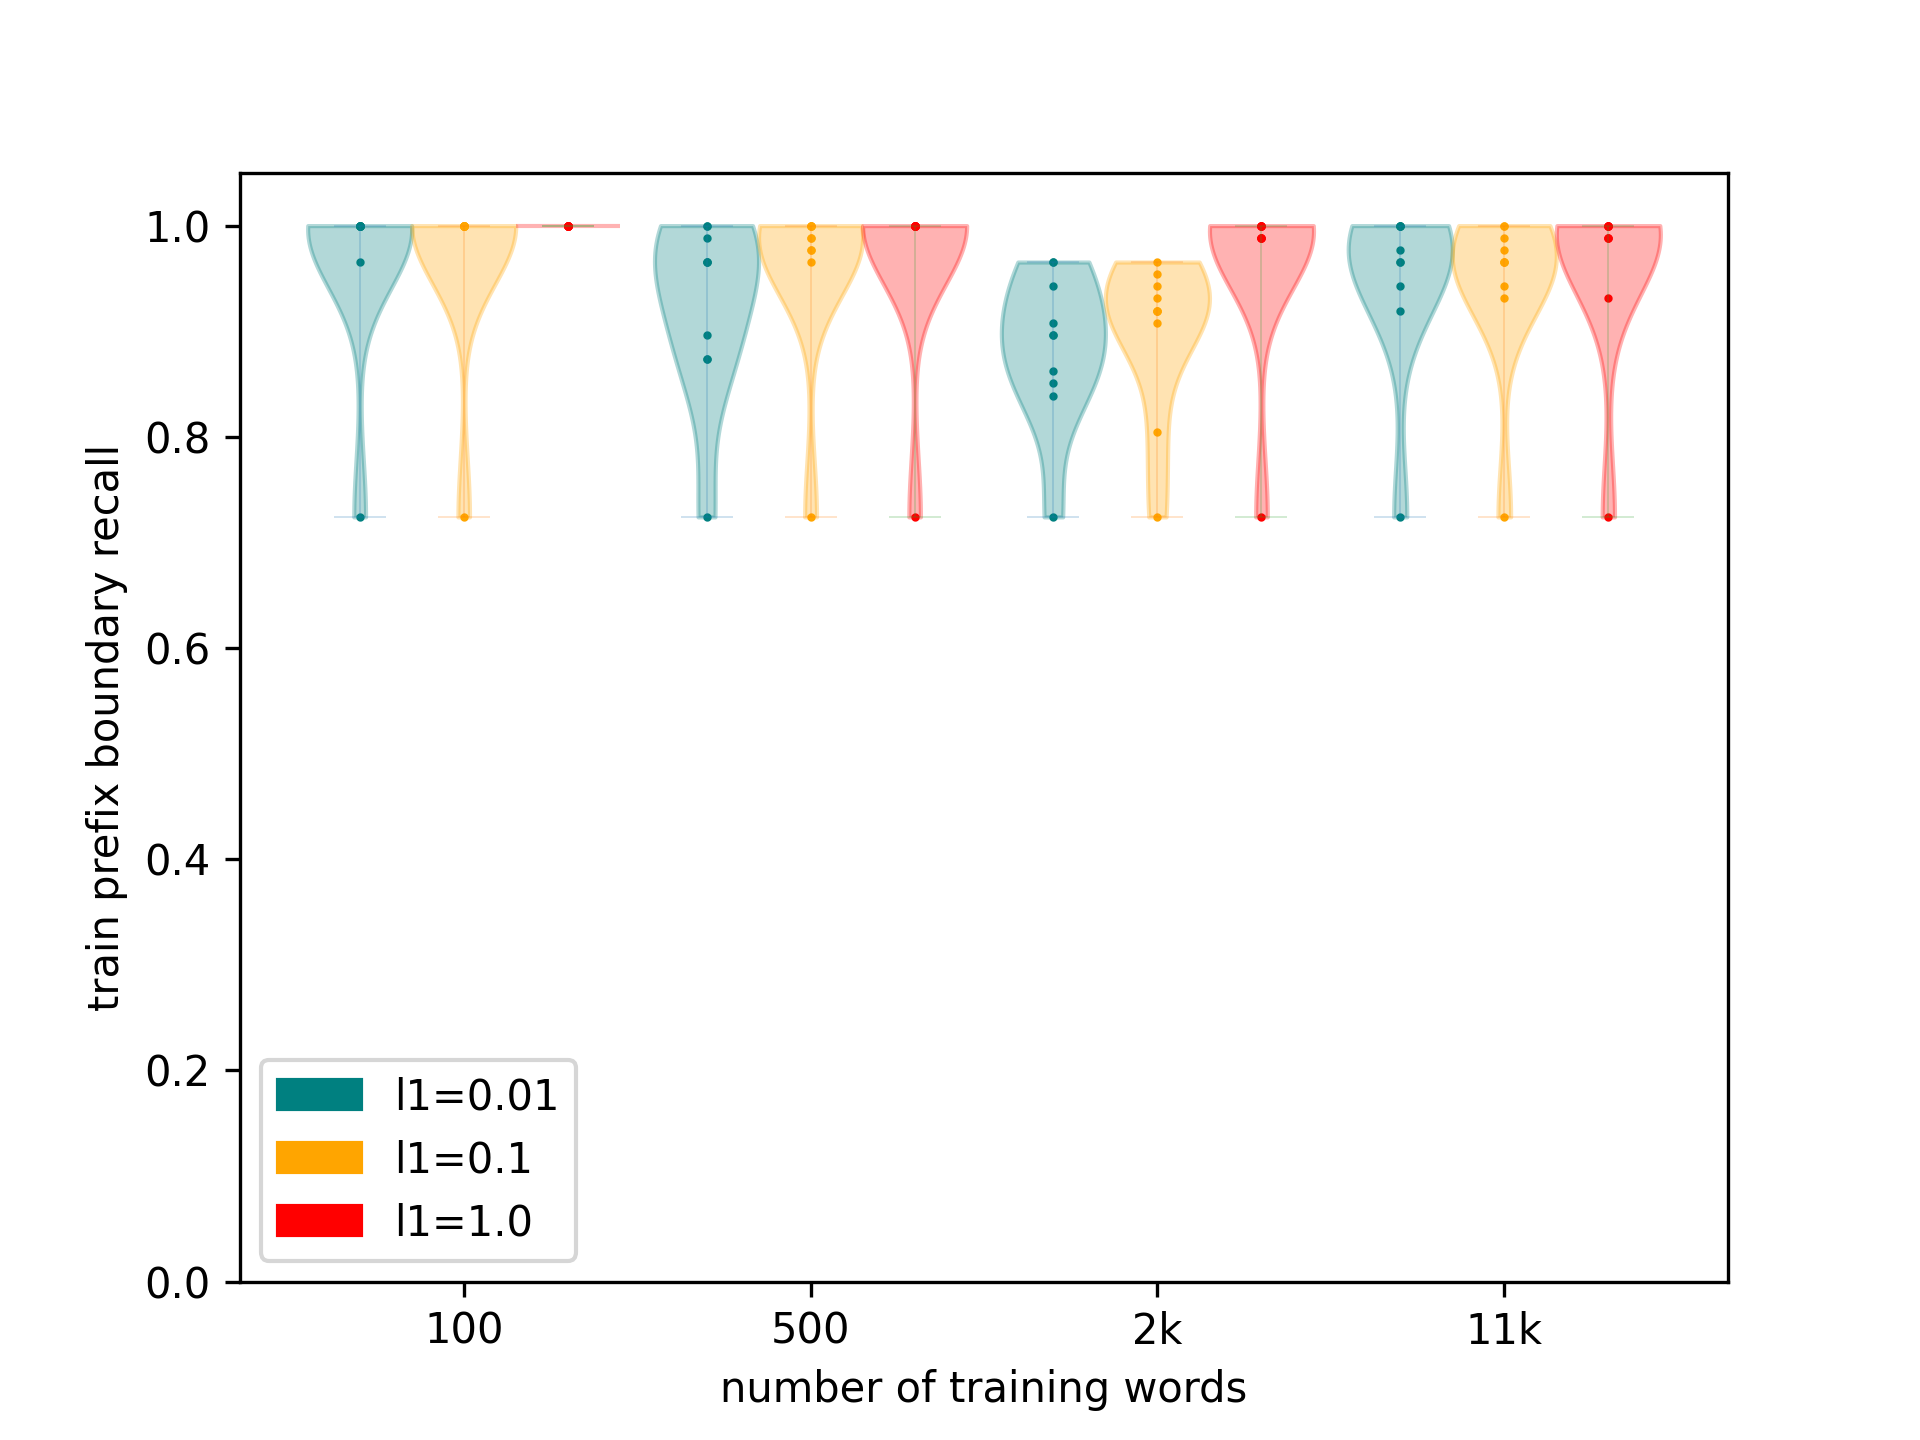 1.0
0.8
0.6
0.4
0.2
0.0
train prefix boundary recall
l1=0.01
l1=0.1
l1=1.0
100 500 2k 11k
number of training words